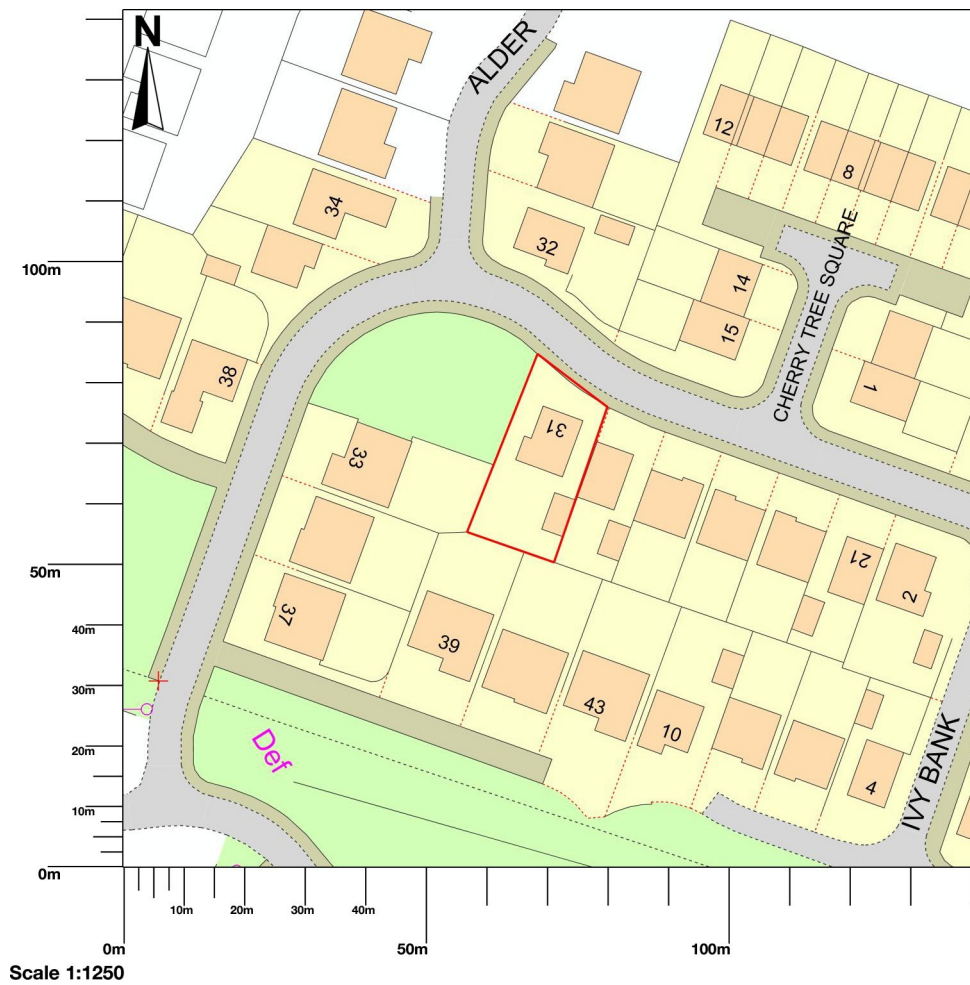 N
ALDER
12
8
34
32
14
15
CHERRY TREE SQUARE
38
1
31
33
21
2
37
39
43
10
4
IVY BANK
Def
100m
50m
40m
30m
20m
10m
0m
10m
20m
30m
40m
0m
50m
100m
Scale 1:1250